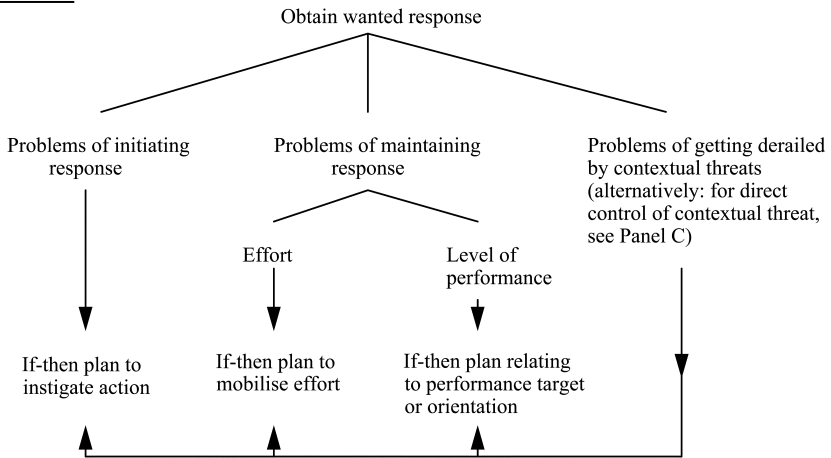 Obtain wanted response
Problems of initiating
response
Problems of maintaining
response
Problems of getting derailed
by contextual threats
(alternatively: for direct
control of contextual threat,
see Panel C)
Effort
Level of
performance
If-then plan to
instigate action
If-then plan to
mobilise effort
If-then plan relating
to performance target
or orientation